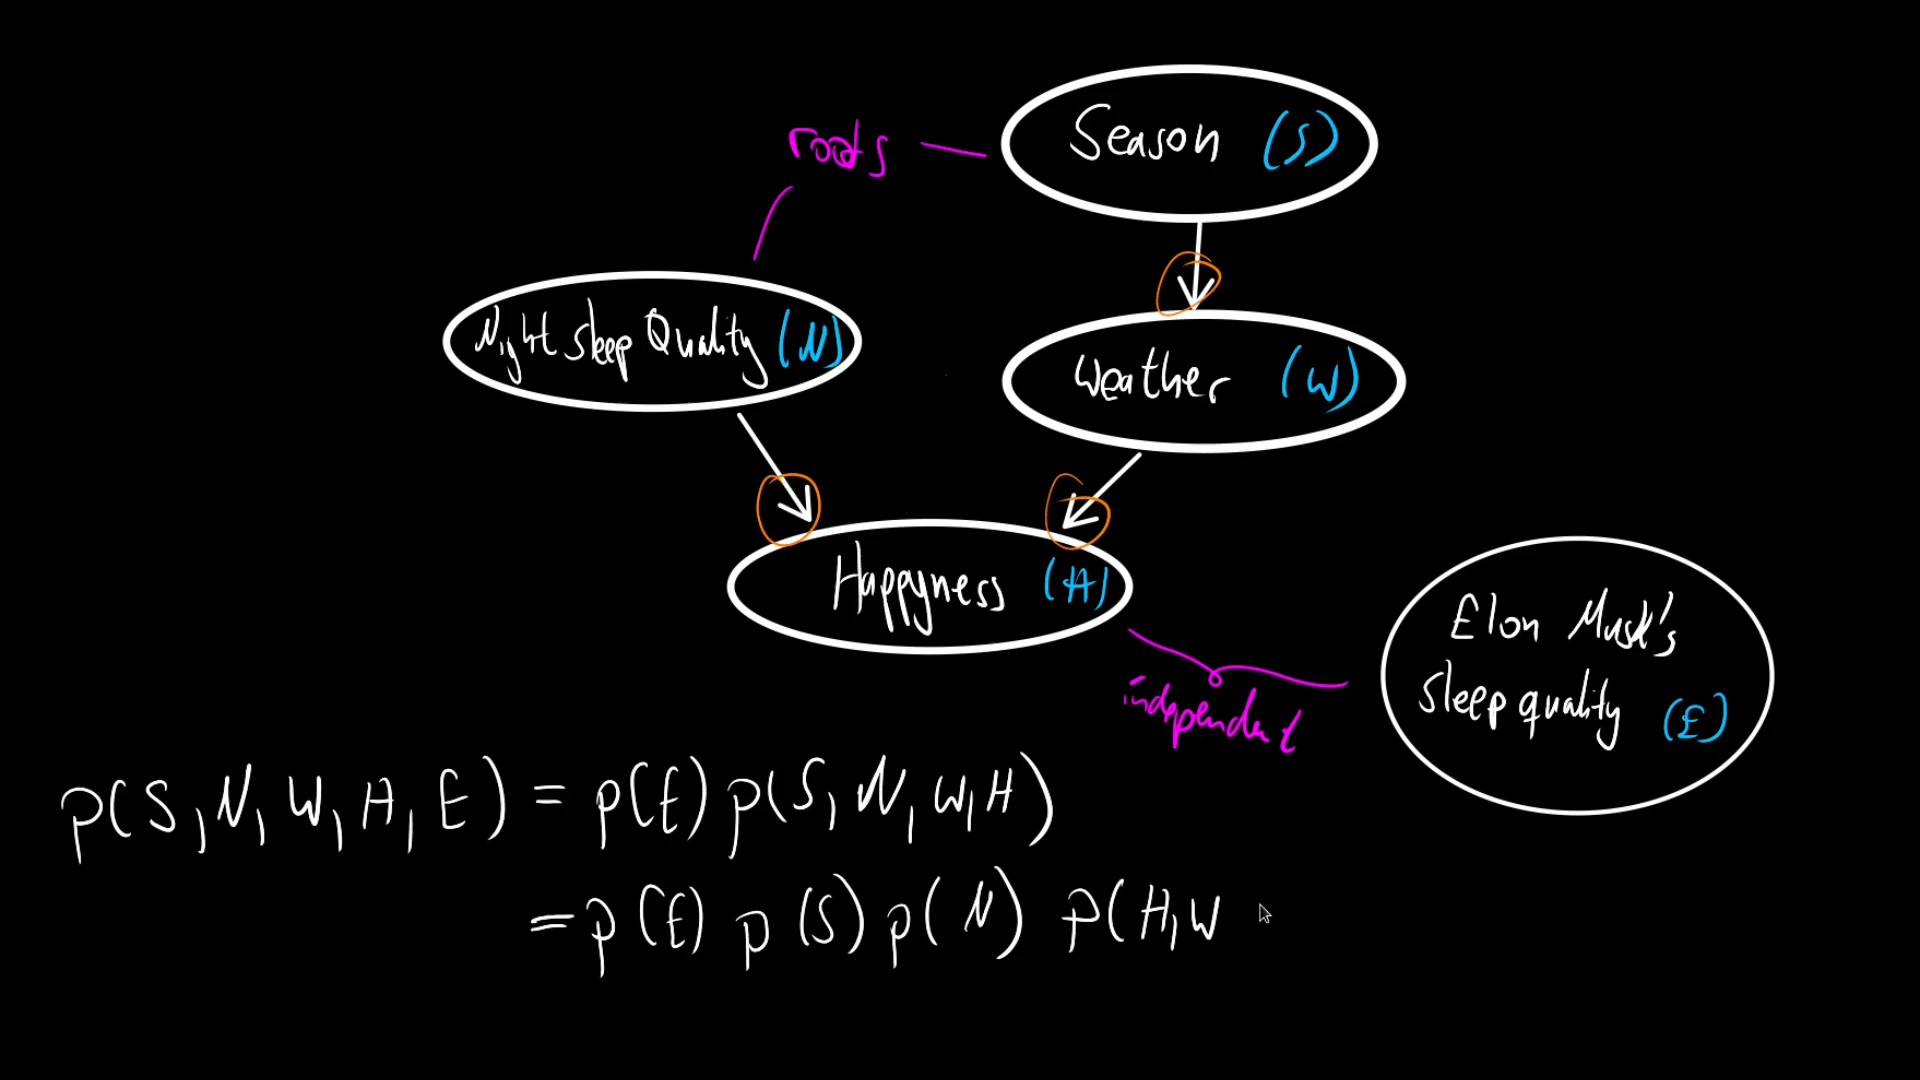 Season (S)
roots
Night Sleep Quality (N)
Weather (W)
Happyness (H)
Elon Musk's
sleep quality (E)
independent
p(S, N, W, H, E) = p(E) p(S, N, W, H)
= p(E) p(S) p(N) p(H, W